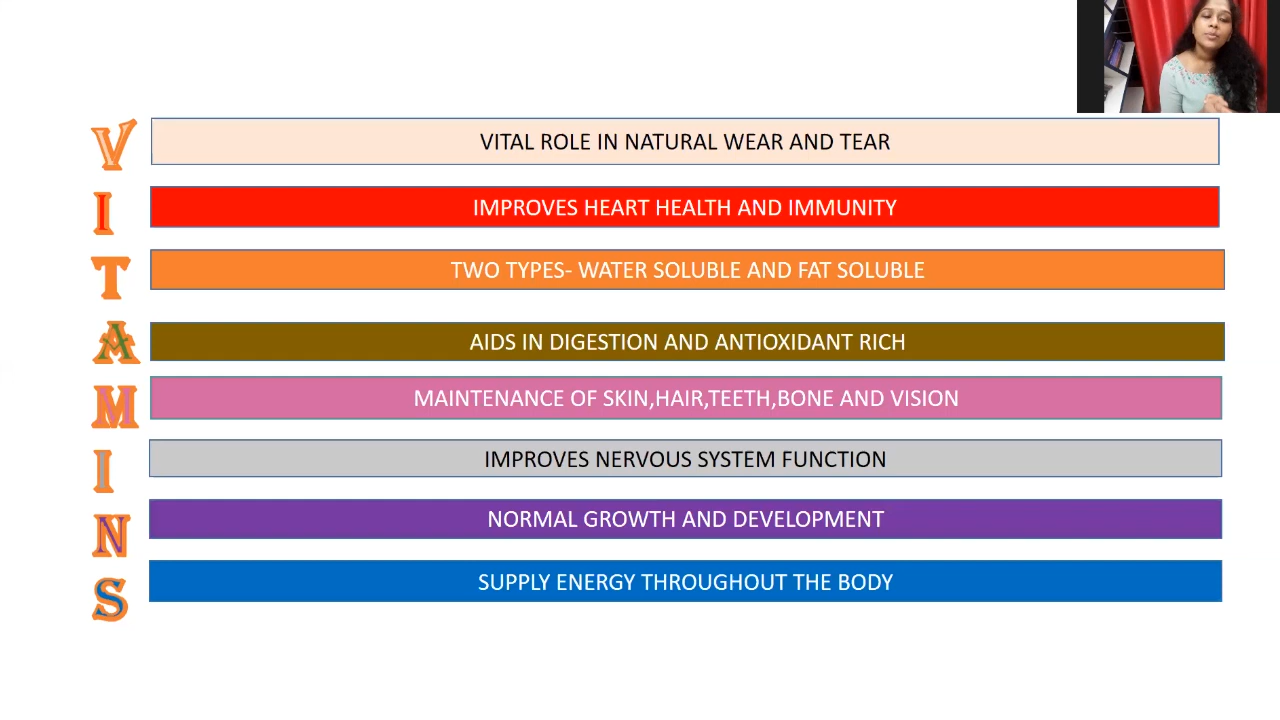 V VITAL ROLE IN NATURAL WEAR AND TEAR
I IMPROVES HEART HEALTH AND IMMUNITY
T TWO TYPES- WATER SOLUBLE AND FAT SOLUBLE
A AIDS IN DIGESTION AND ANTIOXIDANT RICH
M MAINTENANCE OF SKIN,HAIR,TEETH,BONE AND VISION
I IMPROVES NERVOUS SYSTEM FUNCTION
N NORMAL GROWTH AND DEVELOPMENT
S SUPPLY ENERGY THROUGHOUT THE BODY